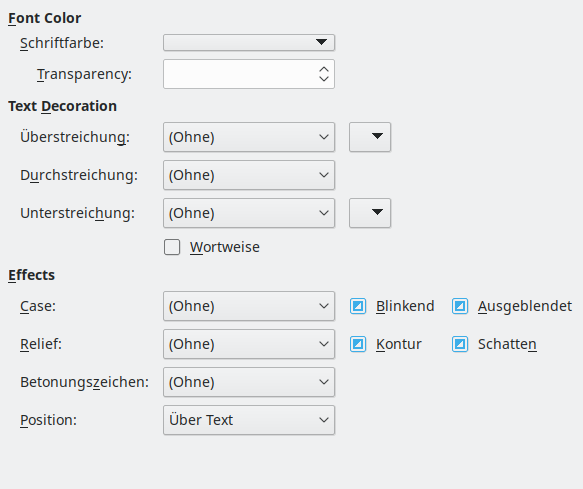 Font Color
Schriftfarbe:
Transparency:
Text Decoration
Überstreichung: (Ohne)
Durchstreichung: (Ohne)
Unterstreichung: (Ohne)
Wortweise
Effects
Case: (Ohne) Blinkend Ausgeblendet
Relief: (Ohne) Kontur Schatten
Betonungszeichen: (Ohne)
Position: Über Text